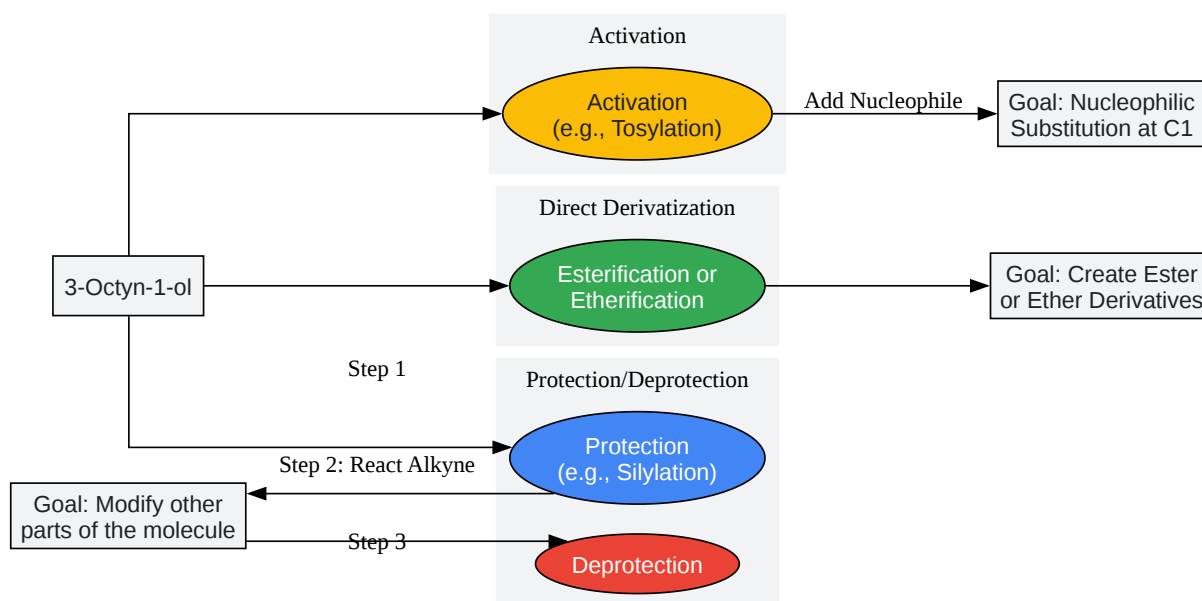 Activation
Activation
(e.g., Tosylation)
Add Nucleophile
Goal: Nucleophilic
Substitution at C1
Direct Derivatization
3-Octyn-1-ol
Esterification or
Etherification
Goal: Create Ester
or Ether Derivatives
Step 1
Protection/Deprotection
Protection
(e.g., Silylation)
Step 2: React Alkyne
Goal: Modify other
parts of the molecule
Step 3
Deprotection